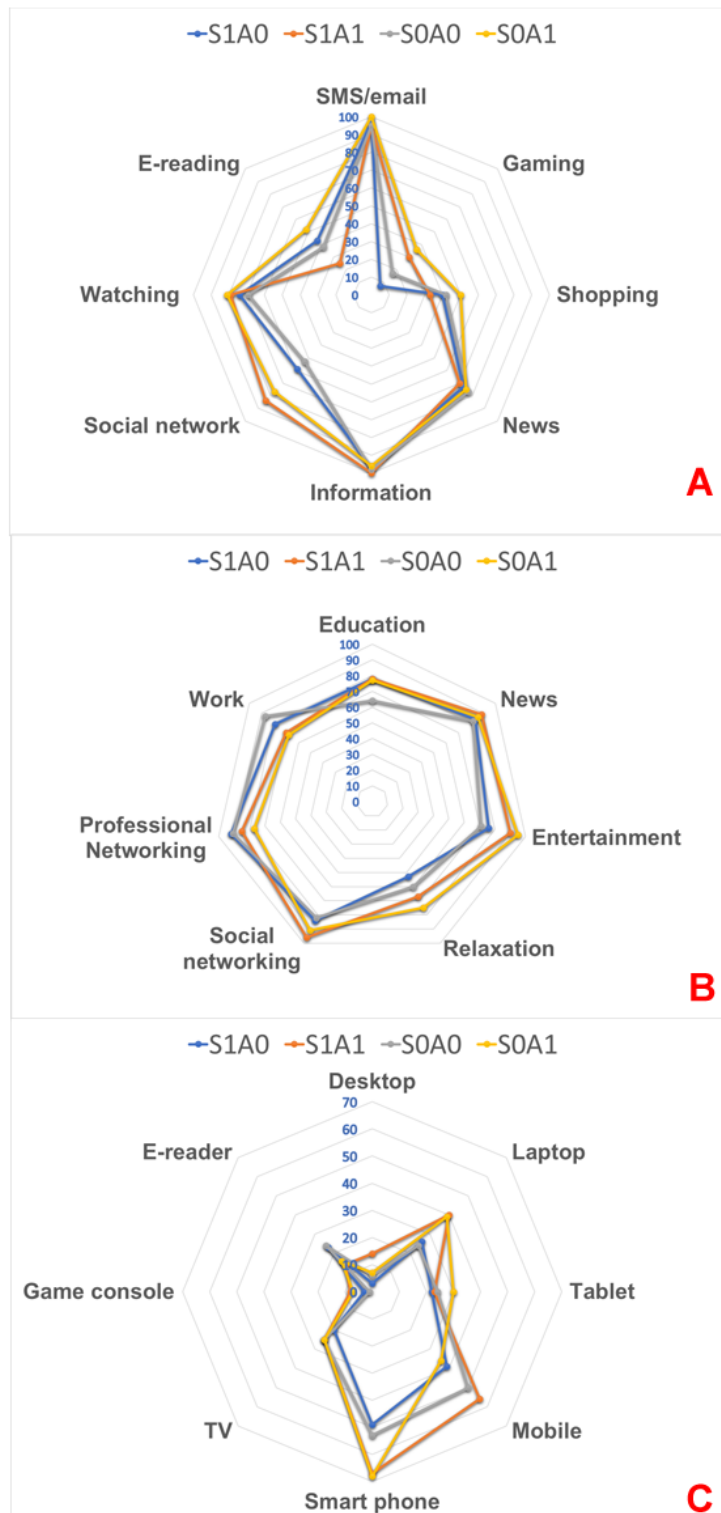 S1A0 S1A1 S0A0 S0A1
SMS/email
100
90
80
70
60
50
40
30
20
10
0
E-reading
Gaming
Watching
Shopping
Social network
News
Information
A
S1A0 S1A1 S0A0 S0A1
Education
100
90
80
70
60
50
40
30
20
10
0
Work
News
Professional
Networking
Entertainment
Social
networking
Relaxation
B
S1A0 S1A1 S0A0 S0A1
Desktop
70
60
50
40
30
20
10
0
E-reader
Laptop
Game console
Tablet
TV
Mobile
Smart phone
C